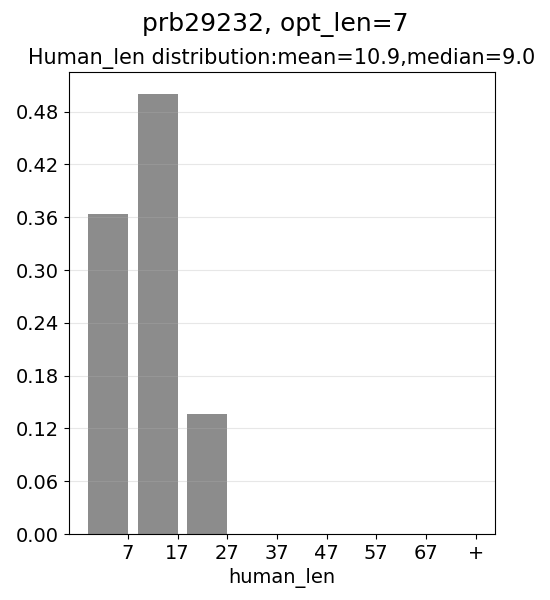 prb29232, opt_len=7
Human_len distribution:mean=10.9,median=9.0
0.48
0.42
0.36
0.30
0.24
0.18
0.12
0.06
0.00
7 17 27 37 47 57 67 +
human_len